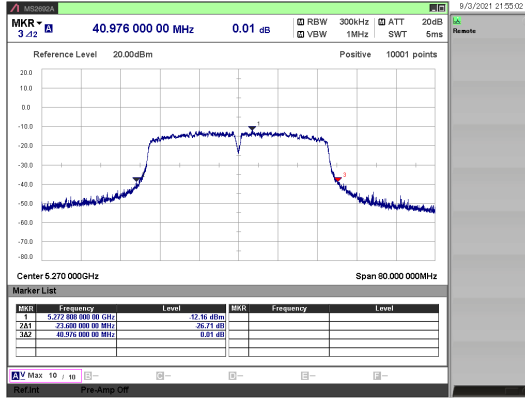 MS2692A
9/3/2021 21:55:02
MKR
3 ⊿2 A
40.976 000 00 MHz
0.01 dB
A RBW 300kHz A ATT 20dB
A VBW 1MHz SWT 5ms
Remote
Reference Level 20.00dBm
Positive 10001 points
20.0
10.0
0.0
-10.0
-20.0
-30.0
-40.0
-50.0
-60.0
-70.0
-80.0
1
3
Center 5.270 000GHz
Span 80.000 000MHz
Marker List
MKR Frequency Level MKR Frequency Level
1 5.272 808 000 00 GHz -12.16 dBm
2Δ1 -23.600 000 00 MHz -26.71 dB
3Δ2 40.976 000 00 MHz 0.01 dB
A V Max 10 / 10 B-- C-- D-- E-- F--
Ref.Int Pre-Amp Off